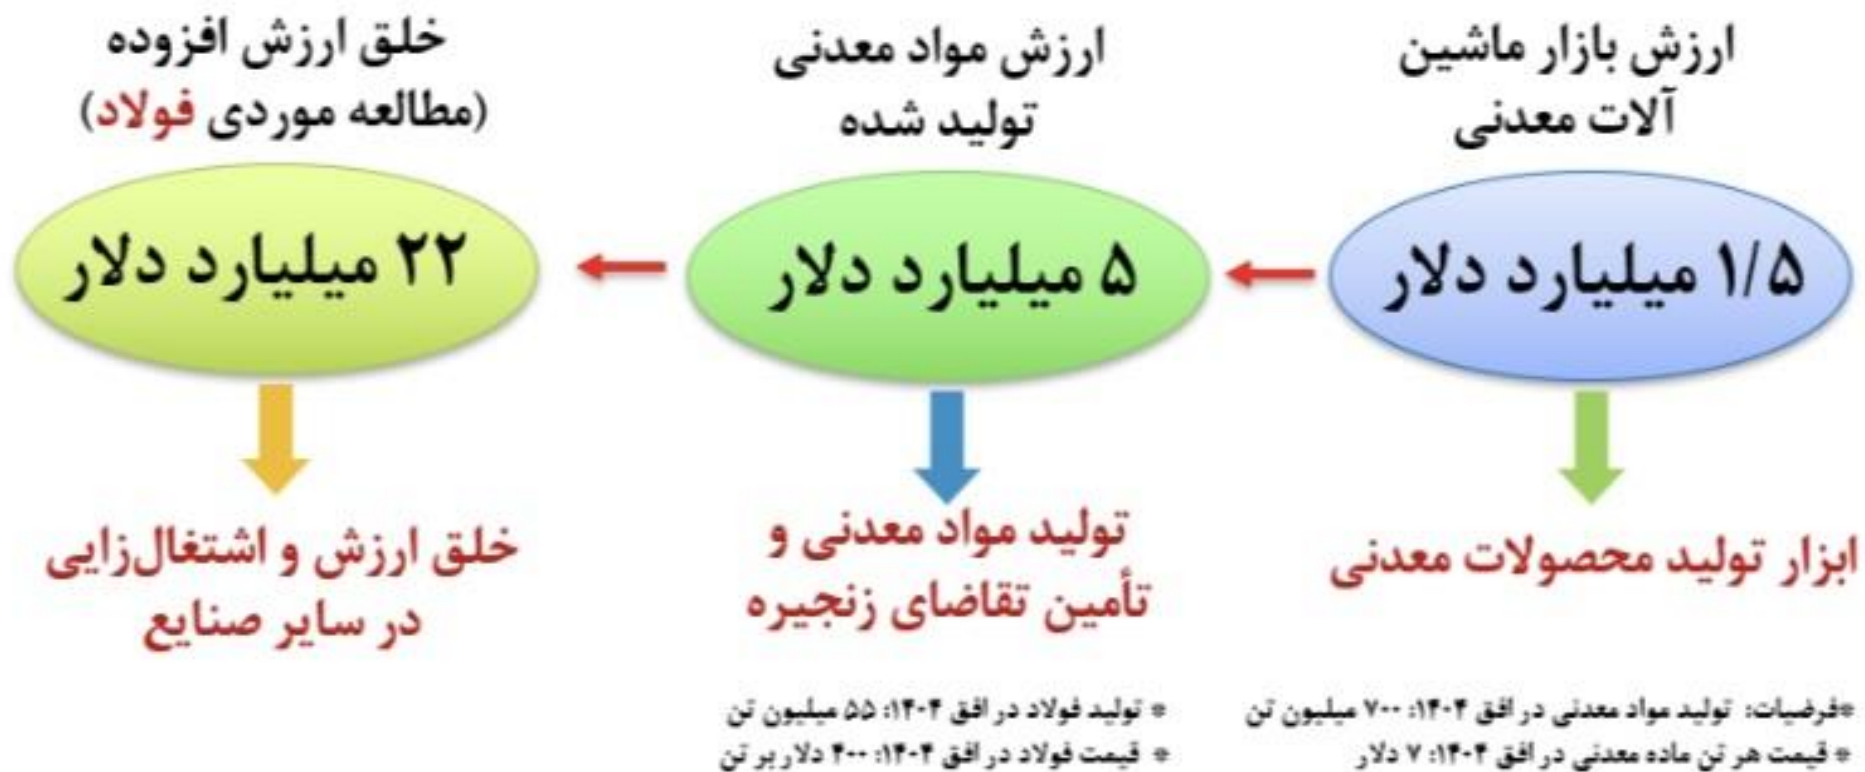 ارزش بازار ماشین
آلات معدنی
۱/۵ میلیارد دلار
ابزار تولید محصولات معدنی
ارزش مواد معدنی
تولید شده
۵ میلیارد دلار
تولید مواد معدنی و
تأمین تقاضای زنجیره
خلق ارزش افزوده
(مطالعه موردی فولاد)
۲۲ میلیارد دلار
خلق ارزش و اشتغال‌زایی
در سایر صنایع
*فرضیات: تولید مواد معدنی در افق ۱۴۰۴: ۷۰۰ میلیون تن
* قیمت هر تن ماده معدنی در افق ۱۴۰۴: ۷ دلار
* تولید فولاد در افق ۱۴۰۴: ۵۵ میلیون تن
* قیمت فولاد در افق ۱۴۰۴: ۴۰۰ دلار بر تن